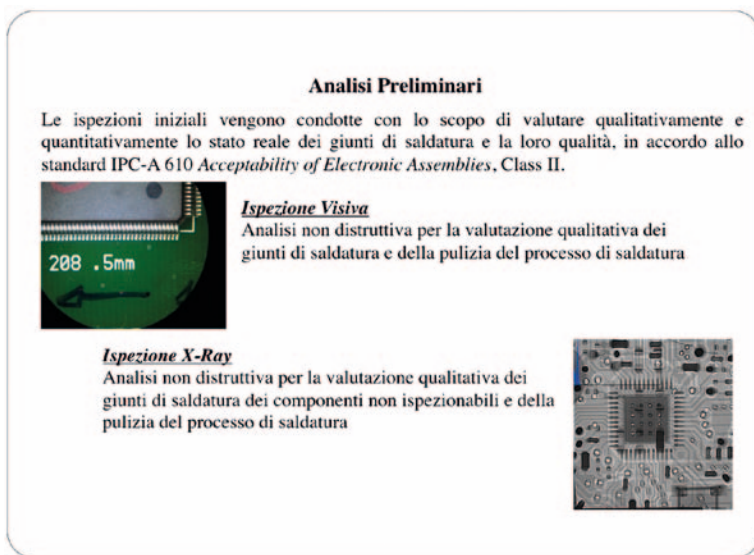 Analisi Preliminari
Le ispezioni iniziali vengono condotte con lo scopo di valutare qualitativamente e
quantitativamente lo stato reale dei giunti di saldatura e la loro qualità, in accordo allo
standard IPC-A 610 Acceptability of Electronic Assemblies, Class II.
Ispezione Visiva
Analisi non distruttiva per la valutazione qualitativa dei
giunti di saldatura e della pulizia del processo di saldatura
208 .5mm
Ispezione X-Ray
Analisi non distruttiva per la valutazione qualitativa dei
giunti di saldatura dei componenti non ispezionabili e della
pulizia del processo di saldatura